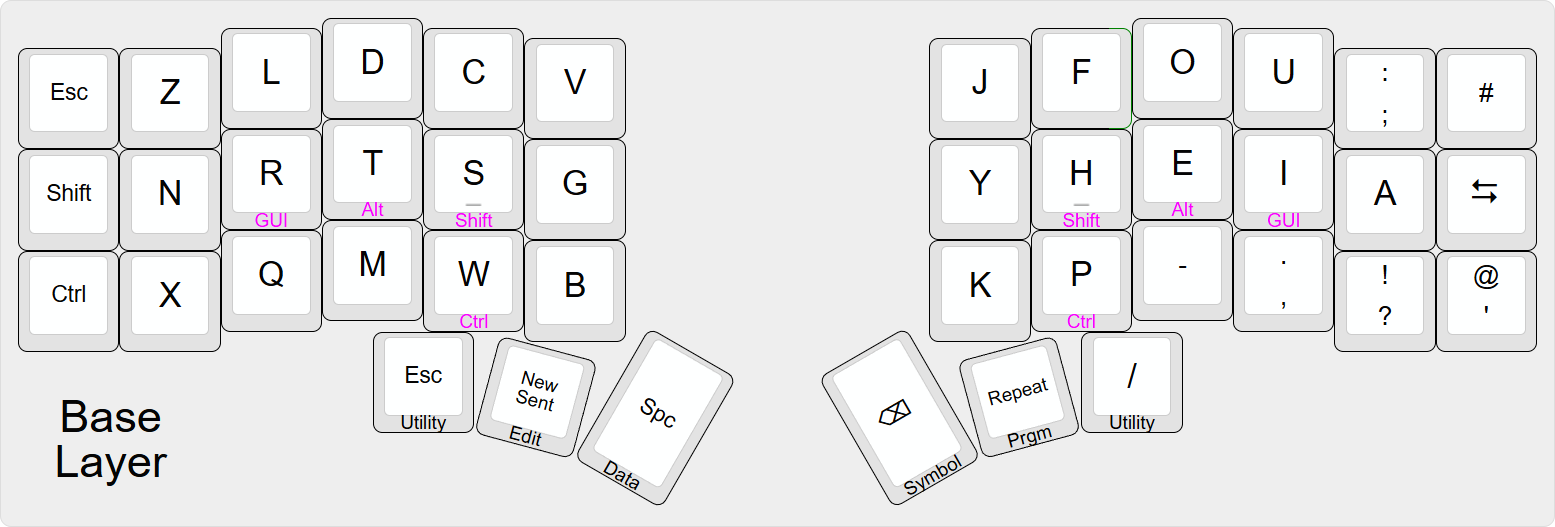 Esc Z L D C V J F O U : ; #
Shift N R T S G Y H E I A ⇆
GUI Alt Shift Shift Alt GUI
Ctrl X Q M W B K P - . , ! ? @ '
Ctrl Ctrl
Esc New Sent Spc ⌫ Repeat /
Utility Edit Data Symbol Prgm Utility
Base
Layer